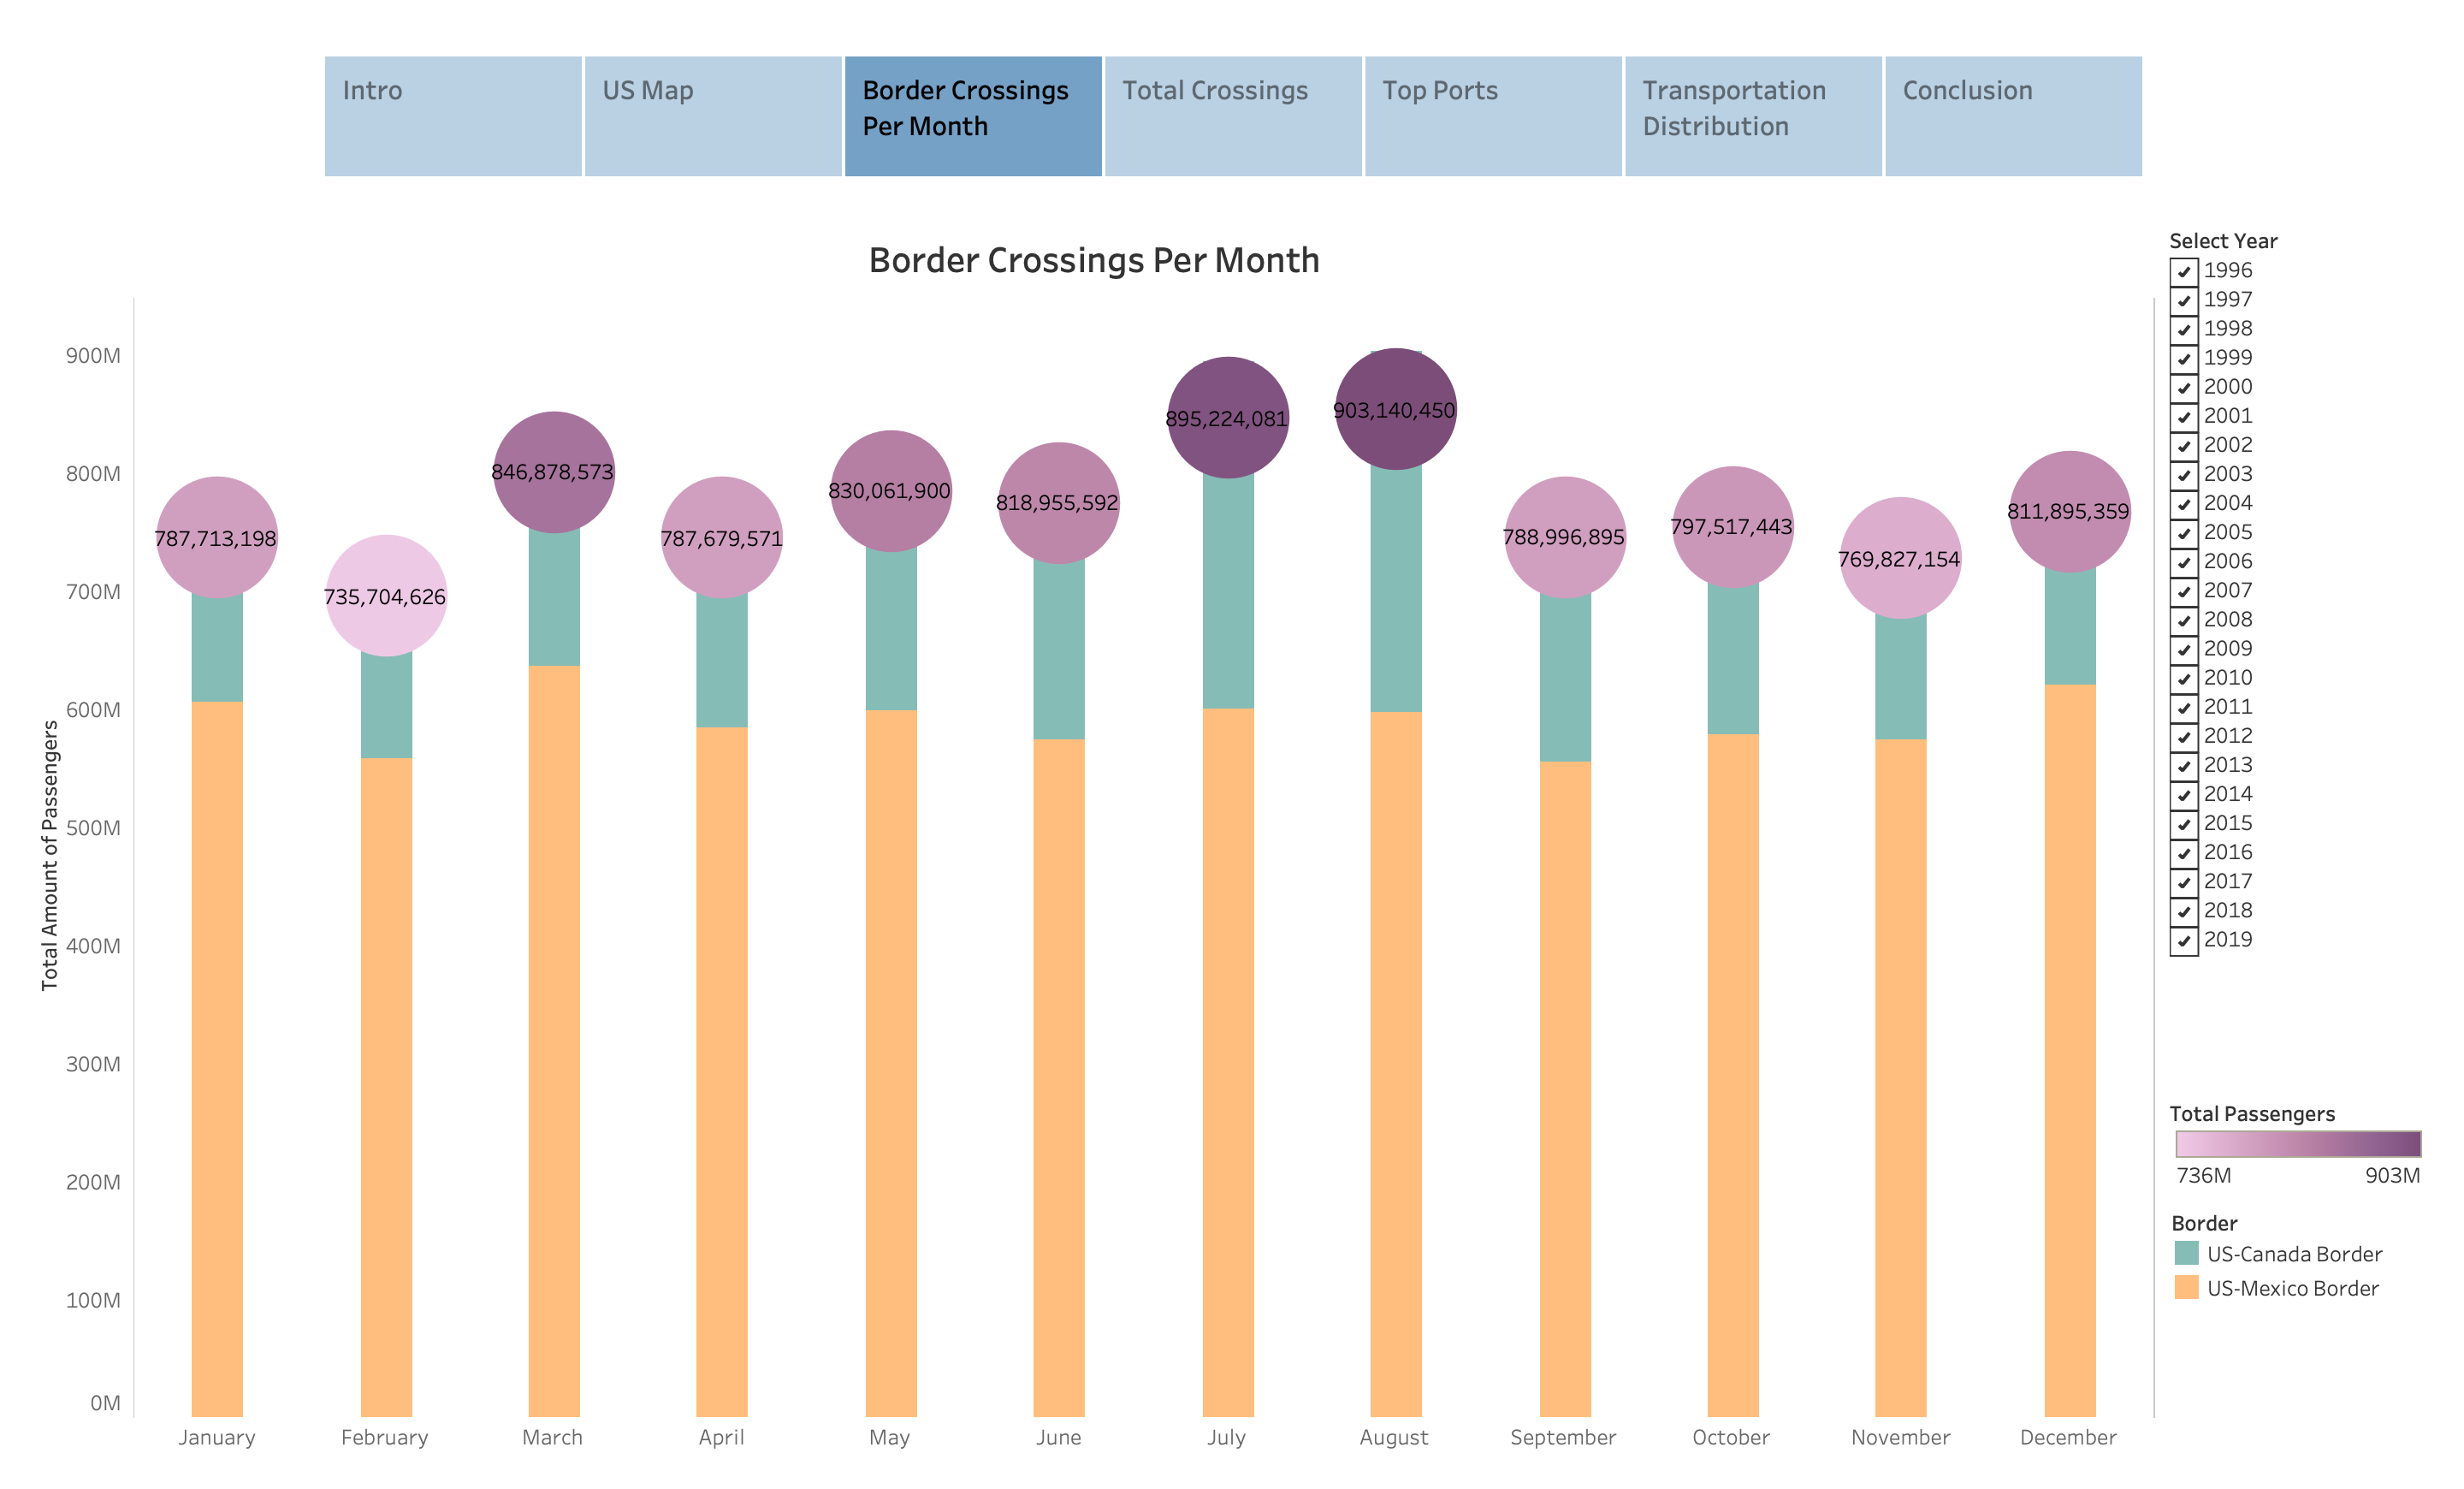 Intro
US Map
Border Crossings
Per Month
Total Crossings
Top Ports
Transportation
Distribution
Conclusion
Border Crossings Per Month
Select Year
1996
1997
1998
1999
2000
2001
2002
2003
2004
2005
2006
2007
2008
2009
2010
2011
2012
2013
2014
2015
2016
2017
2018
2019
Total Amount of Passengers
900M
800M
700M
600M
500M
400M
300M
200M
100M
0M
787,713,198
735,704,626
846,878,573
787,679,571
830,061,900
818,955,592
895,224,081
903,140,450
788,996,895
797,517,443
769,827,154
811,895,359
January
February
March
April
May
June
July
August
September
October
November
December
Total Passengers
736M
903M
Border
US-Canada Border
US-Mexico Border